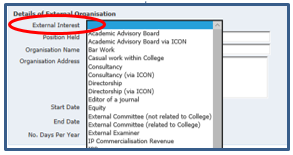 Details of External Organisation
External Interest
Position Held
Organisation Name
Organisation Address
Start Date
End Date
No. Days Per Year
Academic Advisory Board
Academic Advisory Board via ICON
Bar Work
Casual work within College
Consultancy
Consultancy (via ICON)
Directorship
Directorship (via ICON)
Editor of a journal
Equity
External Committee (not related to College)
External Committee (related to College)
External Examiner
IP Commercialisation Revenue